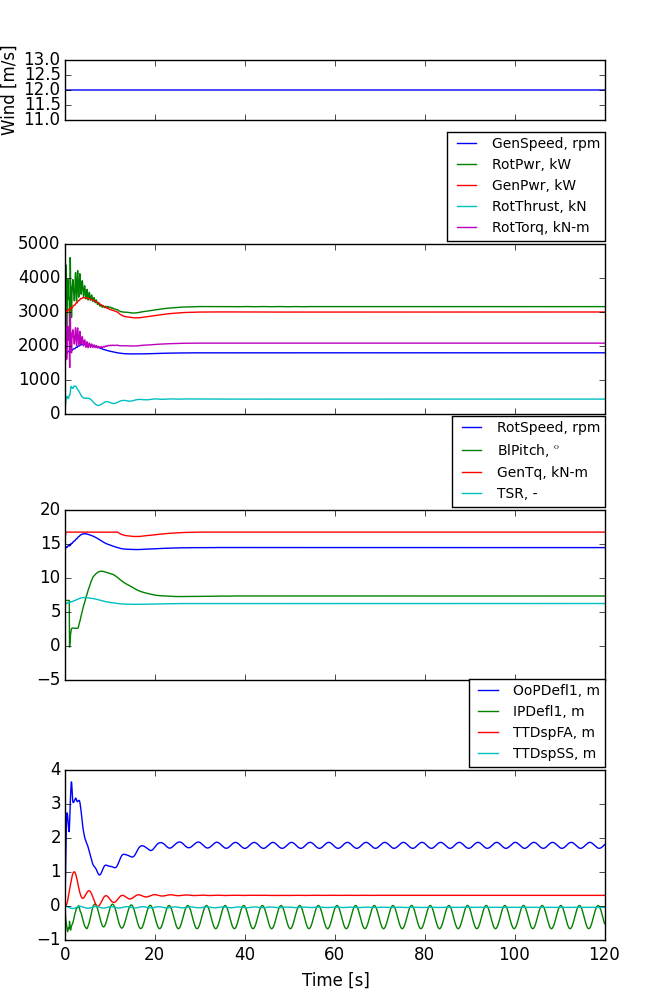 Wind [m/s]
13.0
12.5
12.0
11.5
11.0
GenSpeed, rpm
RotPwr, kW
GenPwr, kW
RotThrust, kN
RotTorq, kN-m
5000
4000
3000
2000
1000
0
RotSpeed, rpm
BlPitch, °
GenTq, kN-m
TSR, -
20
15
10
5
0
−5
OoPDefl1, m
IPDefl1, m
TTDspFA, m
TTDspSS, m
4
3
2
1
0
−1
0 20 40 60 80 100 120
Time [s]